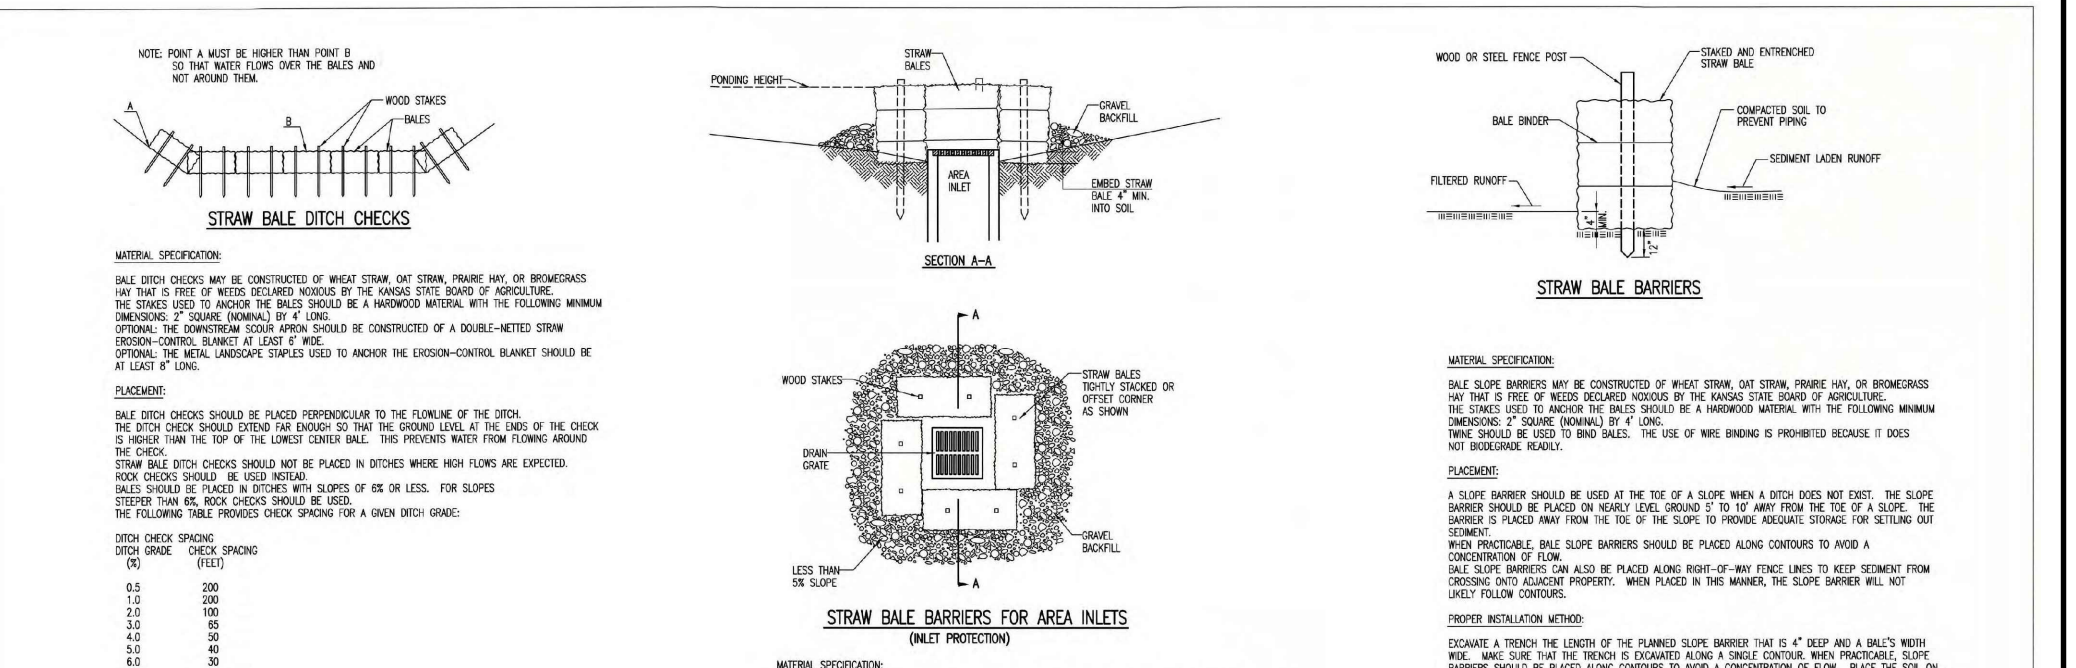 NOTE: POINT A MUST BE HIGHER THAN POINT B
SO THAT WATER FLOWS OVER THE BALES AND
NOT AROUND THEM.
A
B
WOOD STAKES
BALES
STRAW BALE DITCH CHECKS
MATERIAL SPECIFICATION:
BALE DITCH CHECKS MAY BE CONSTRUCTED OF WHEAT STRAW, OAT STRAW, PRAIRIE HAY, OR BROMEGRASS
HAY THAT IS FREE OF WEEDS DECLARED NOXIOUS BY THE KANSAS STATE BOARD OF AGRICULTURE.
THE STAKES USED TO ANCHOR THE BALES SHOULD BE A HARDWOOD MATERIAL WITH THE FOLLOWING MINIMUM
DIMENSIONS: 2" SQUARE (NOMINAL) BY 4' LONG.
OPTIONAL: THE DOWNSTREAM SCOUR APRON SHOULD BE CONSTRUCTED OF A DOUBLE-NETTED STRAW
EROSION-CONTROL BLANKET AT LEAST 6' WIDE.
OPTIONAL: THE METAL LANDSCAPE STAPLES USED TO ANCHOR THE EROSION-CONTROL BLANKET SHOULD BE
AT LEAST 8" LONG.
PLACEMENT:
BALE DITCH CHECKS SHOULD BE PLACED PERPENDICULAR TO THE FLOWLINE OF THE DITCH.
THE DITCH CHECK SHOULD EXTEND FAR ENOUGH SO THAT THE GROUND LEVEL AT THE ENDS OF THE CHECK
IS HIGHER THAN THE TOP OF THE LOWEST CENTER BALE. THIS PREVENTS WATER FROM FLOWING AROUND
THE CHECK.
STRAW BALE DITCH CHECKS SHOULD NOT BE PLACED IN DITCHES WHERE HIGH FLOWS ARE EXPECTED.
ROCK CHECKS SHOULD BE USED INSTEAD.
BALES SHOULD BE PLACED IN DITCHES WITH SLOPES OF 6% OR LESS. FOR SLOPES
STEEPER THAN 6%, ROCK CHECKS SHOULD BE USED.
THE FOLLOWING TABLE PROVIDES CHECK SPACING FOR A GIVEN DITCH GRADE:
DITCH CHECK SPACING
DITCH GRADE CHECK SPACING
(%) (FEET)
0.5 200
1.0 200
2.0 100
3.0 65
4.0 50
5.0 40
6.0 30
STRAW
BALES
PONDING HEIGHT
GRAVEL
BACKFILL
AREA
INLET
EMBED STRAW
BALE 4" MIN.
INTO SOIL
SECTION A-A
A
WOOD STAKES
STRAW BALES
TIGHTLY STACKED OR
OFFSET CORNER
AS SHOWN
DRAIN
GRATE
GRAVEL
BACKFILL
LESS THAN
5% SLOPE
A
STRAW BALE BARRIERS FOR AREA INLETS
(INLET PROTECTION)
MATERIAL SPECIFICATION:
WOOD OR STEEL FENCE POST
STAKED AND ENTRENCHED
STRAW BALE
BALE BINDER
COMPACTED SOIL TO
PREVENT PIPING
SEDIMENT LADEN RUNOFF
FILTERED RUNOFF
4"
MIN.
12"
STRAW BALE BARRIERS
MATERIAL SPECIFICATION:
BALE SLOPE BARRIERS MAY BE CONSTRUCTED OF WHEAT STRAW, OAT STRAW, PRAIRIE HAY, OR BROMEGRASS
HAY THAT IS FREE OF WEEDS DECLARED NOXIOUS BY THE KANSAS STATE BOARD OF AGRICULTURE.
THE STAKES USED TO ANCHOR THE BALES SHOULD BE A HARDWOOD MATERIAL WITH THE FOLLOWING MINIMUM
DIMENSIONS: 2" SQUARE (NOMINAL) BY 4' LONG.
TWINE SHOULD BE USED TO BIND BALES. THE USE OF WIRE BINDING IS PROHIBITED BECAUSE IT DOES
NOT BIODEGRADE READILY.
PLACEMENT:
A SLOPE BARRIER SHOULD BE USED AT THE TOE OF A SLOPE WHEN A DITCH DOES NOT EXIST. THE SLOPE
BARRIER SHOULD BE PLACED ON NEARLY LEVEL GROUND 5' TO 10' AWAY FROM THE TOE OF A SLOPE. THE
BARRIER IS PLACED AWAY FROM THE TOE OF THE SLOPE TO PROVIDE ADEQUATE STORAGE FOR SETTLING OUT
SEDIMENT.
WHEN PRACTICABLE, BALE SLOPE BARRIERS SHOULD BE PLACED ALONG CONTOURS TO AVOID A
CONCENTRATION OF FLOW.
BALE SLOPE BARRIERS CAN ALSO BE PLACED ALONG RIGHT-OF-WAY FENCE LINES TO KEEP SEDIMENT FROM
CROSSING ONTO ADJACENT PROPERTY. WHEN PLACED IN THIS MANNER, THE SLOPE BARRIER WILL NOT
LIKELY FOLLOW CONTOURS.
PROPER INSTALLATION METHOD:
EXCAVATE A TRENCH THE LENGTH OF THE PLANNED SLOPE BARRIER THAT IS 4" DEEP AND A BALE'S WIDTH
WIDE. MAKE SURE THAT THE TRENCH IS EXCAVATED ALONG A SINGLE CONTOUR. WHEN PRACTICABLE, SLOPE
BARRIERS SHOULD BE PLACED ALONG CONTOURS TO AVOID A CONCENTRATION OF FLOW. PLACE THE SOIL ON